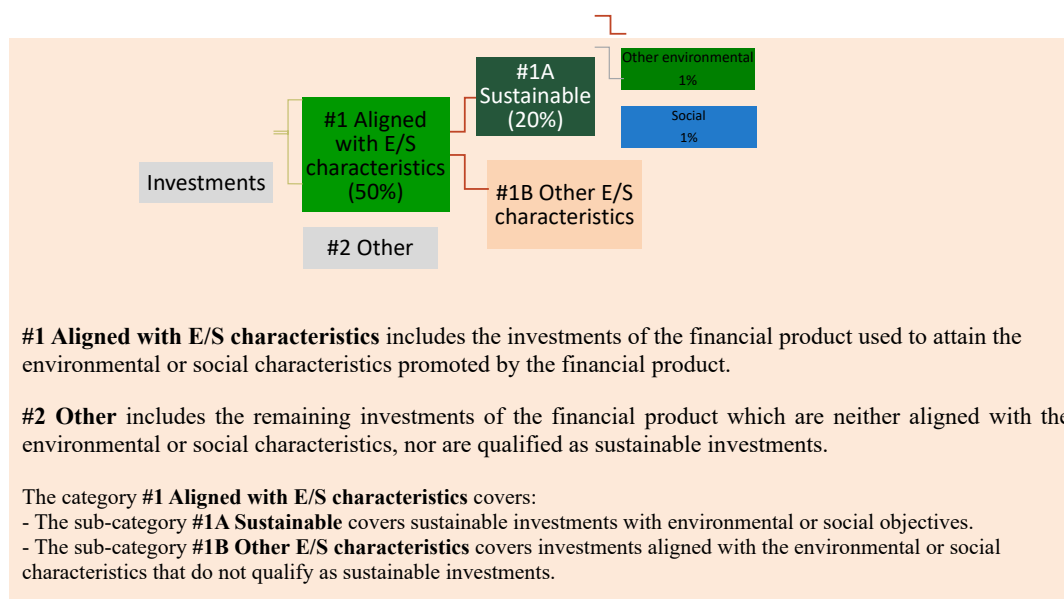 Other environmental
1%
#1A
Sustainable
(20%)
Social
1%
#1 Aligned
with E/S
characteristics
(50%)
Investments
#1B Other E/S
characteristics
#2 Other
#1 Aligned with E/S characteristics includes the investments of the financial product used to attain the
environmental or social characteristics promoted by the financial product.
#2 Other includes the remaining investments of the financial product which are neither aligned with the
environmental or social characteristics, nor are qualified as sustainable investments.
The category #1 Aligned with E/S characteristics covers:
- The sub-category #1A Sustainable covers sustainable investments with environmental or social objectives.
- The sub-category #1B Other E/S characteristics covers investments aligned with the environmental or social
characteristics that do not qualify as sustainable investments.